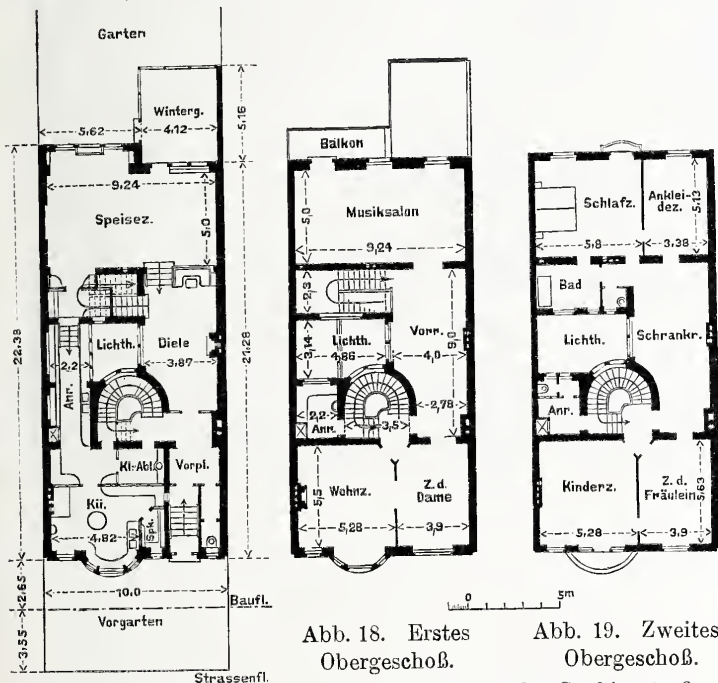 Garten
Winterg.
5,62
4,12
5,16
9,24
Speisez.
5,0
22,38
21,28
Lichth.
Diele
3,87
2,2
Anr.
Kl.-Abl.
Vorpl.
Kü.
4,82
Spk.
10,0
2,65
Baufl.
Vorgarten
3,55
Strassenfl.
Balkon
5,0
Musiksalon
9,24
2,3
Lichth.
4,86
3,14
Vorr.
4,0
9,0
2,2
Anr.
3,5
2,78
Wohnz.
5,5
Z. d.
Dame
5,28
3,9
Schlafz.
Anklei-
dez.
5,13
5,8
3,38
Bad
Lichth.
Schrankr.
Anr.
Kinderz.
Z. d.
Fräulein
5,63
5,28
3,9
0
5m
Abb. 18. Erstes
Obergeschoß.
Abb. 19. Zweites
Obergeschoß.